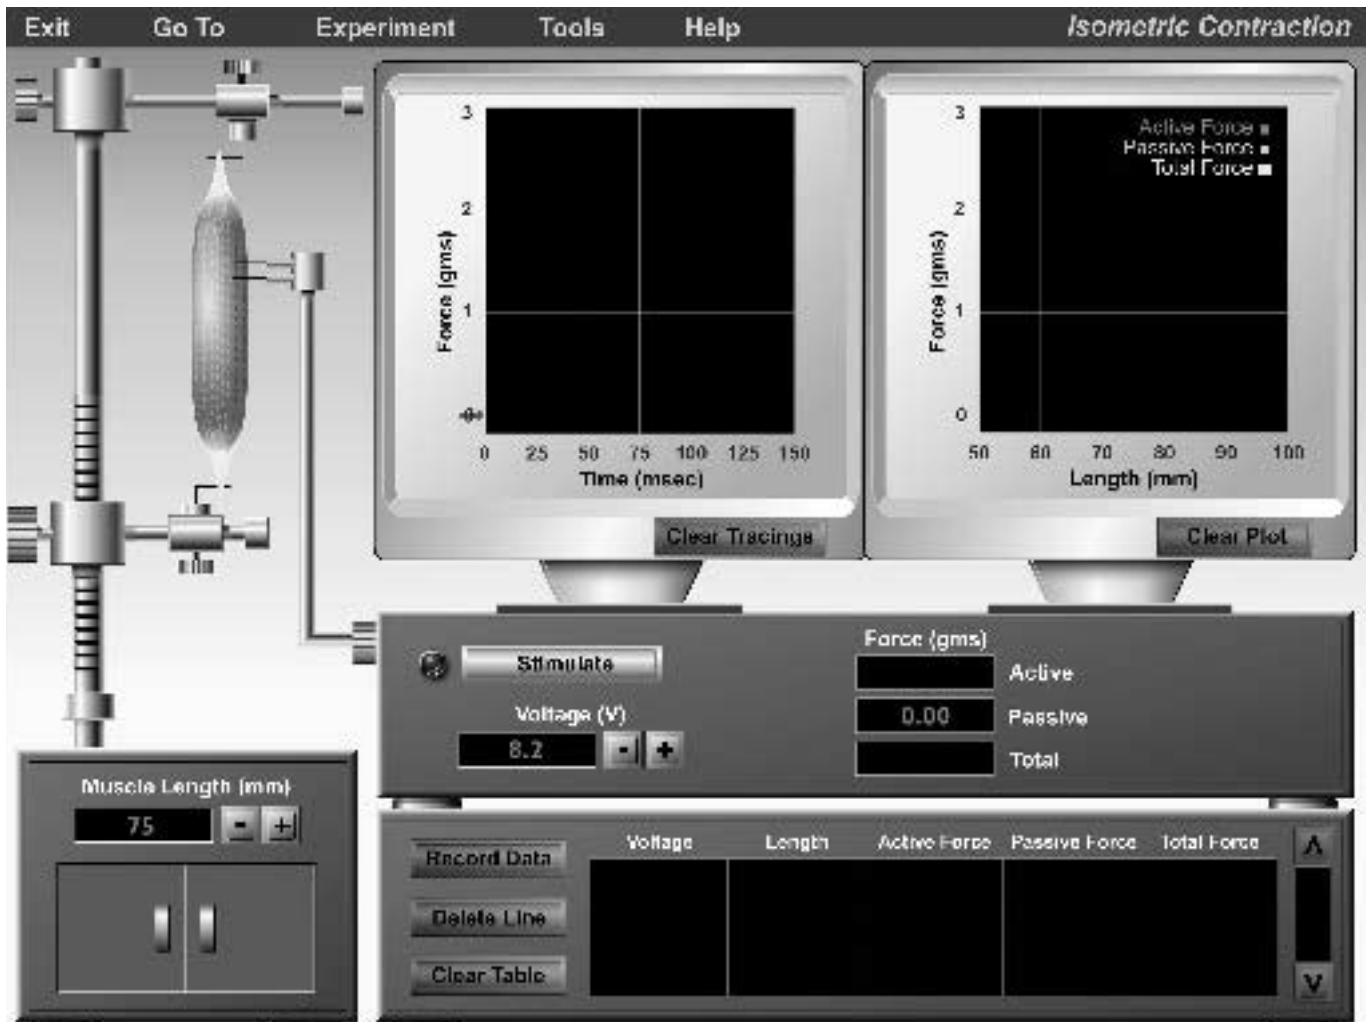 Exit Go To Experiment Tools Help Isometric Contraction
3
2
1
0
Force (gms)
0 25 50 75 100 125 150
Time (msec)
Clear Tracings
3
2
1
0
Force (gms)
Active Force
Passive Force
Total Force
50 60 70 80 90 100
Length (mm)
Clear Plot
Stimulate
Voltage (V)
8.2 - +
Force (gms)
Active
0.00 Passive
Total
Muscle Length (mm)
75 - +
Voltage Length Active Force Passive Force Total Force
Record Data
Delete Line
Clear Table